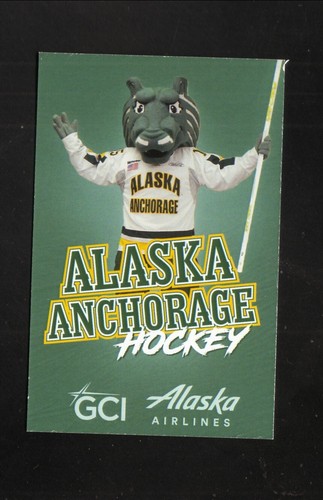 ALASKA
ANCHORAGE
ALASKA
ANCHORAGE
HOCKEY
GCI
Alaska
AIRLINES